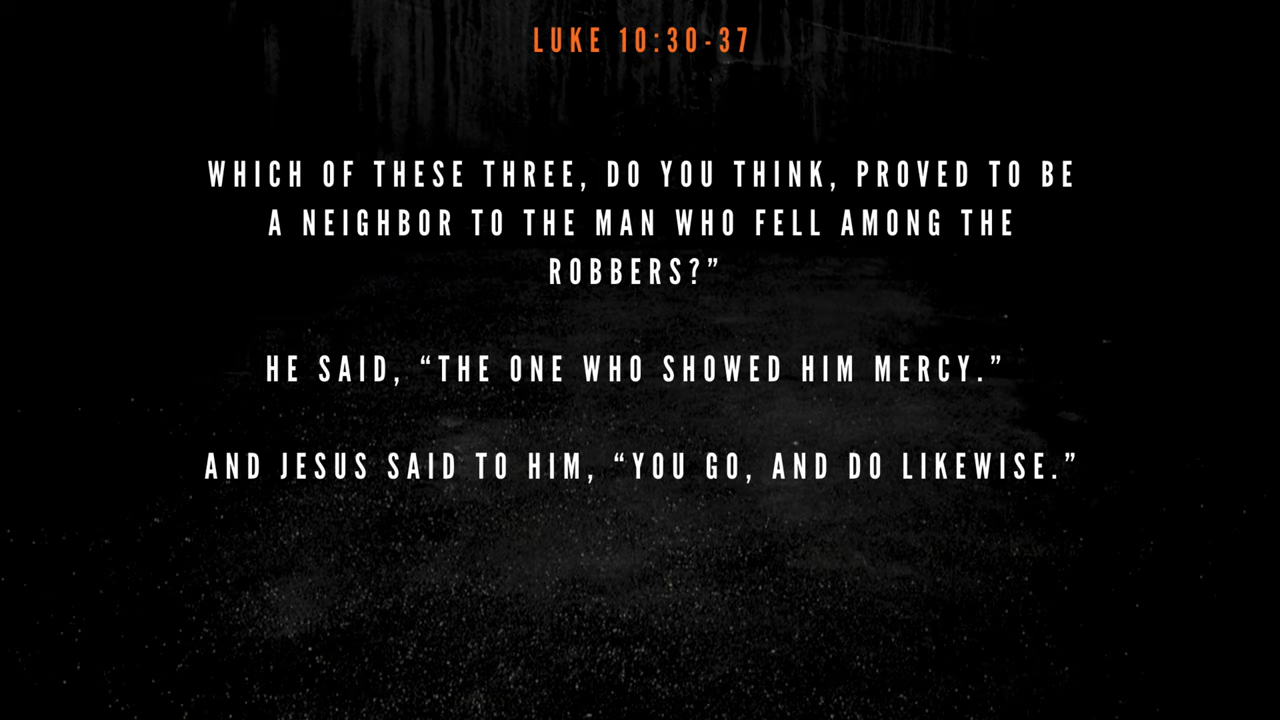 LUKE 10:30-37
WHICH OF THESE THREE, DO YOU THINK, PROVED TO BE
A NEIGHBOR TO THE MAN WHO FELL AMONG THE
ROBBERS?”
HE SAID, “THE ONE WHO SHOWED HIM MERCY.”
AND JESUS SAID TO HIM, “YOU GO, AND DO LIKEWISE.”